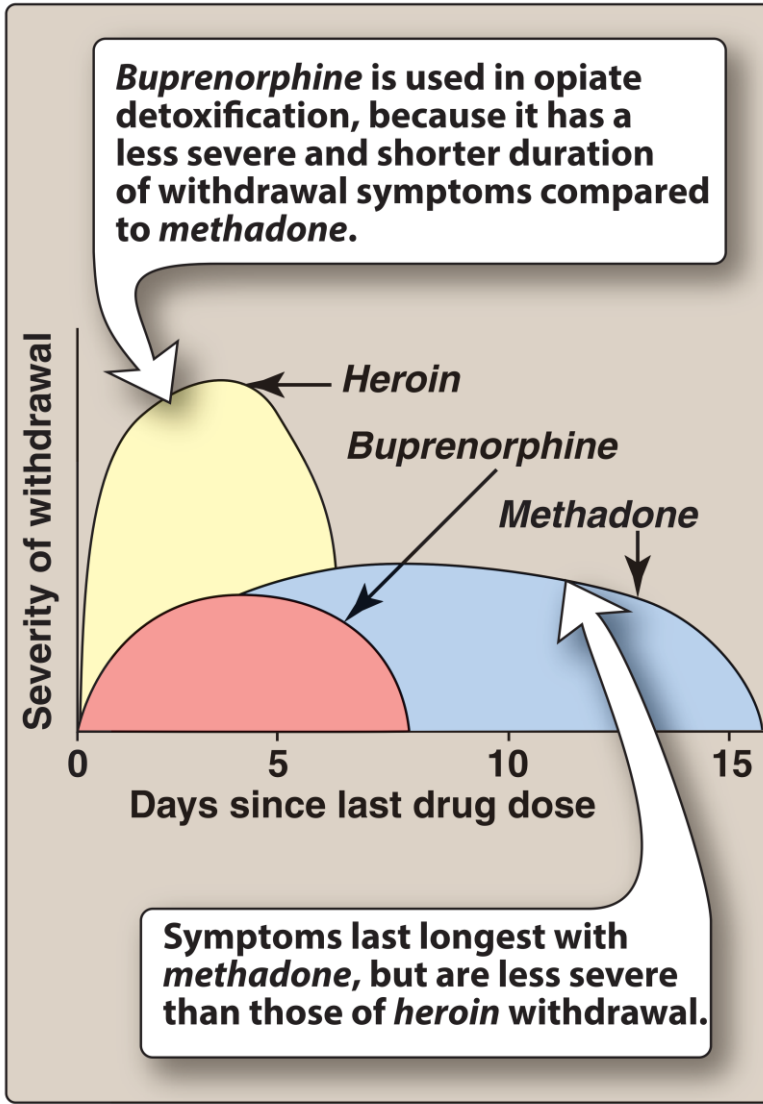 Buprenorphine is used in opiate
detoxification, because it has a
less severe and shorter duration
of withdrawal symptoms compared
to methadone.
Severity of withdrawal
Heroin
Buprenorphine
Methadone
0 5 10 15
Days since last drug dose
Symptoms last longest with
methadone, but are less severe
than those of heroin withdrawal.